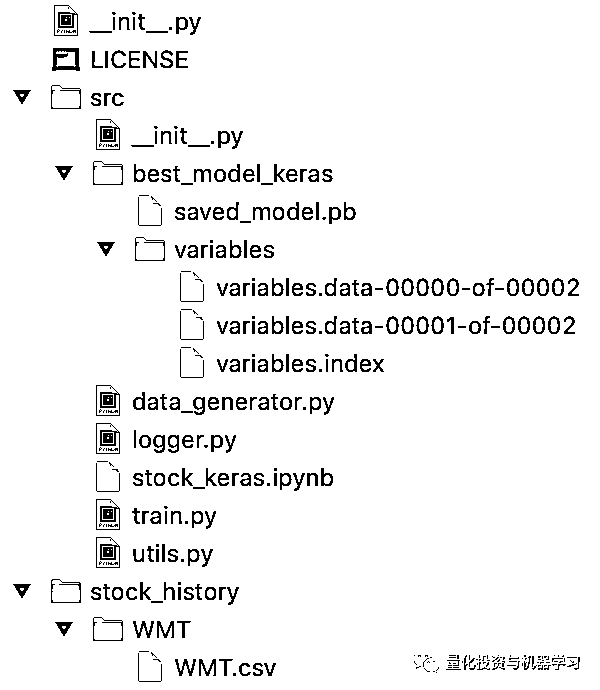 __init__.py
LICENSE
src
__init__.py
best_model_keras
saved_model.pb
variables
variables.data-00000-of-00002
variables.data-00001-of-00002
variables.index
data_generator.py
logger.py
stock_keras.ipynb
train.py
utils.py
stock_history
WMT
WMT.csv
量化投资与机器学习